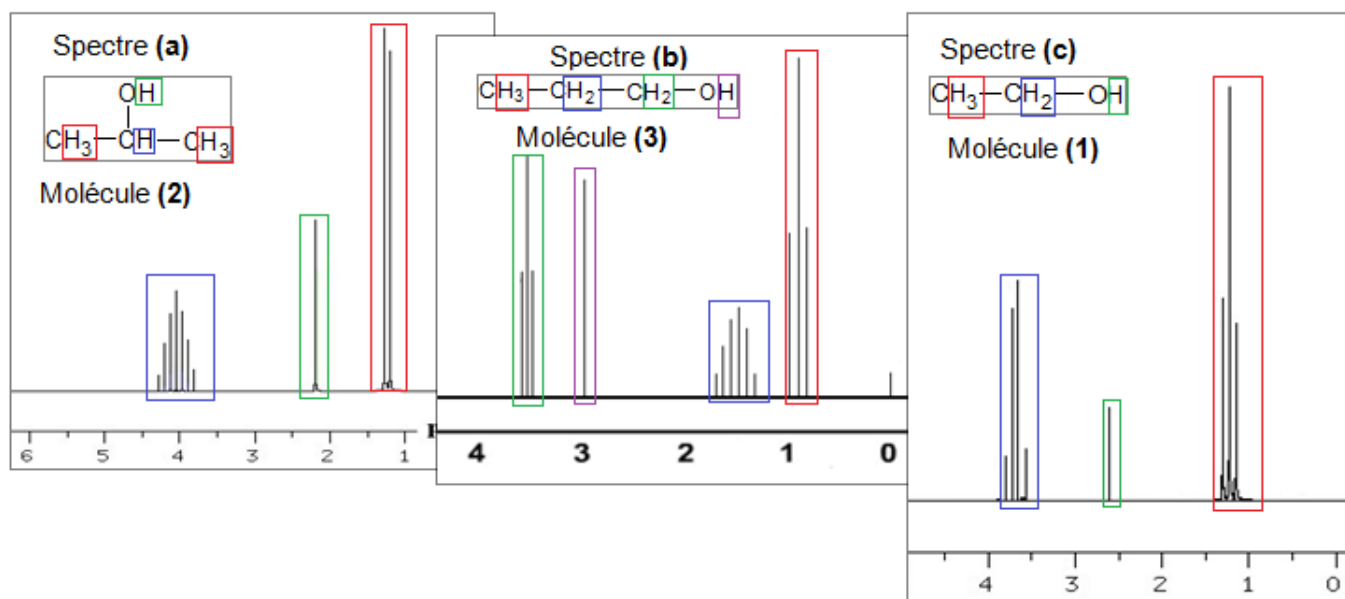 Spectre (a)
OH
CH3—CH—CH3
Molécule (2)
6 5 4 3 2 1
Spectre (b)
CH3—CH2—CH2—OH
Molécule (3)
4 3 2 1 0
Spectre (c)
CH3—CH2—OH
Molécule (1)
4 3 2 1 0